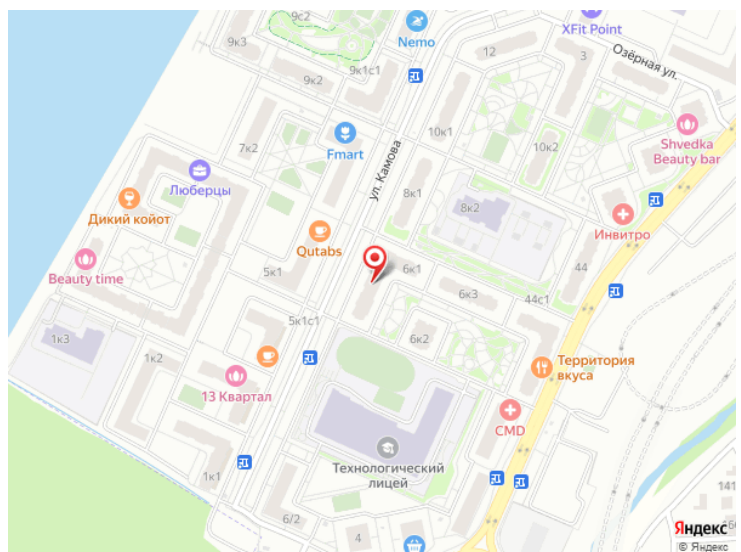 XFit Point
Nemo
9к3
9к1с1
9к2
12
3
Озёрная ул.
10к1
10к2
7к2
Fmart
ул. Камова
Shvedka
Beauty bar
Люберцы
8к1
8к2
Дикий койот
Инвитро
Qutabs
Beauty time
5к1
6к1
44
6к3
44с1
5к1с1
1к3
1к2
6к2
Территория
вкуса
13 Квартал
CMD
Технологический
лицей
1к1
141
6/2
4
Яндекс
© Яндекс